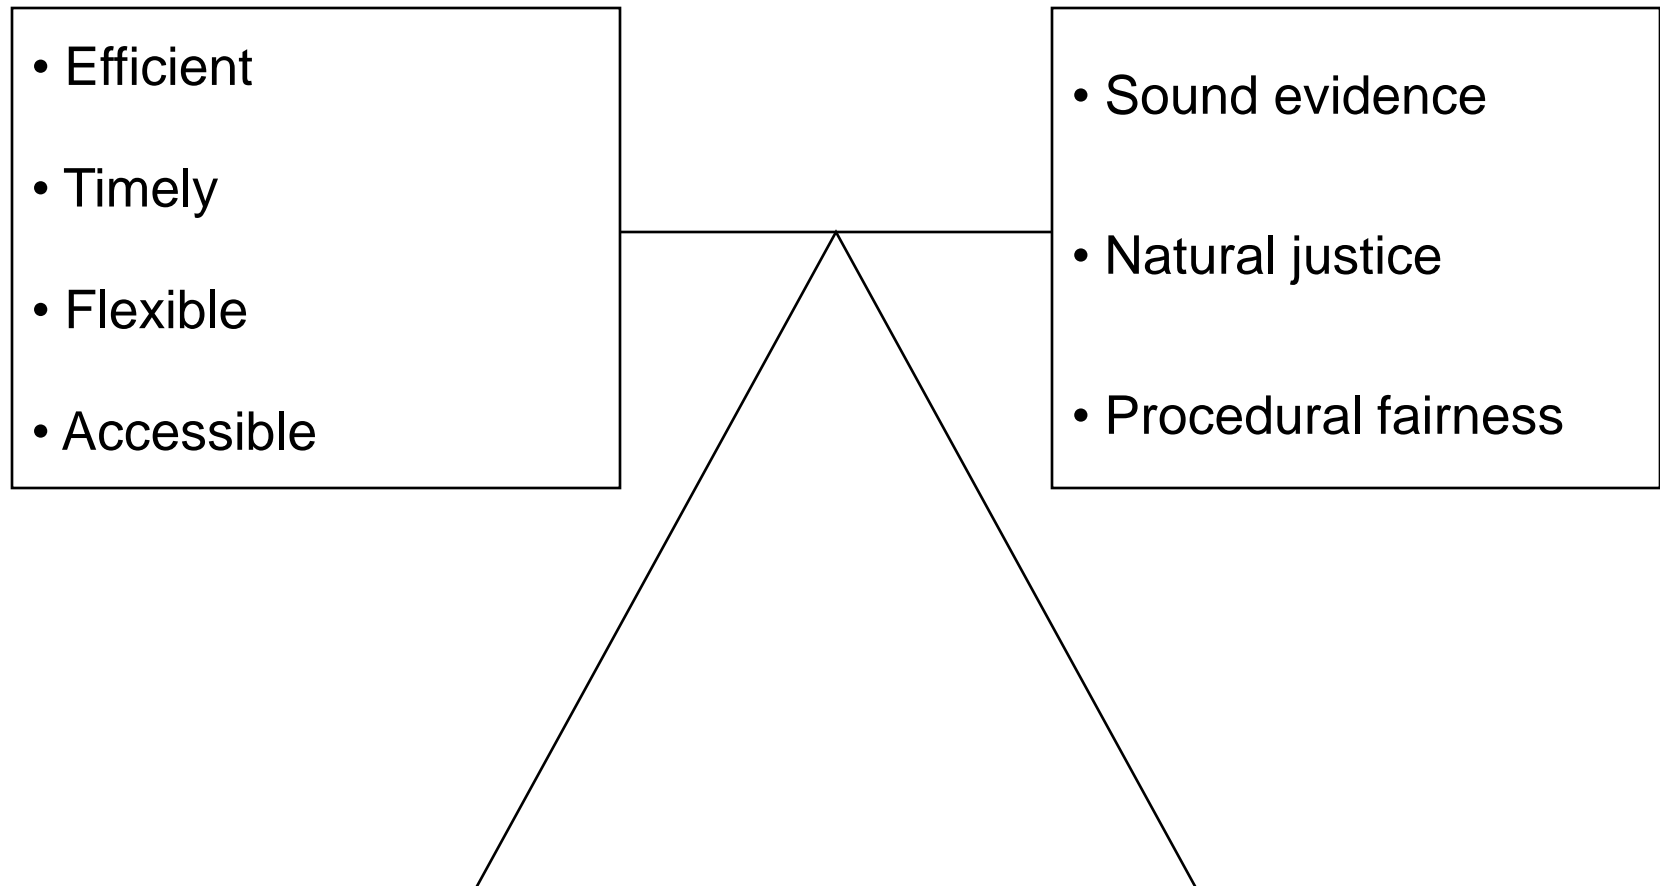 • Efficient
• Timely
• Flexible
• Accessible
• Sound evidence
• Natural justice
• Procedural fairness